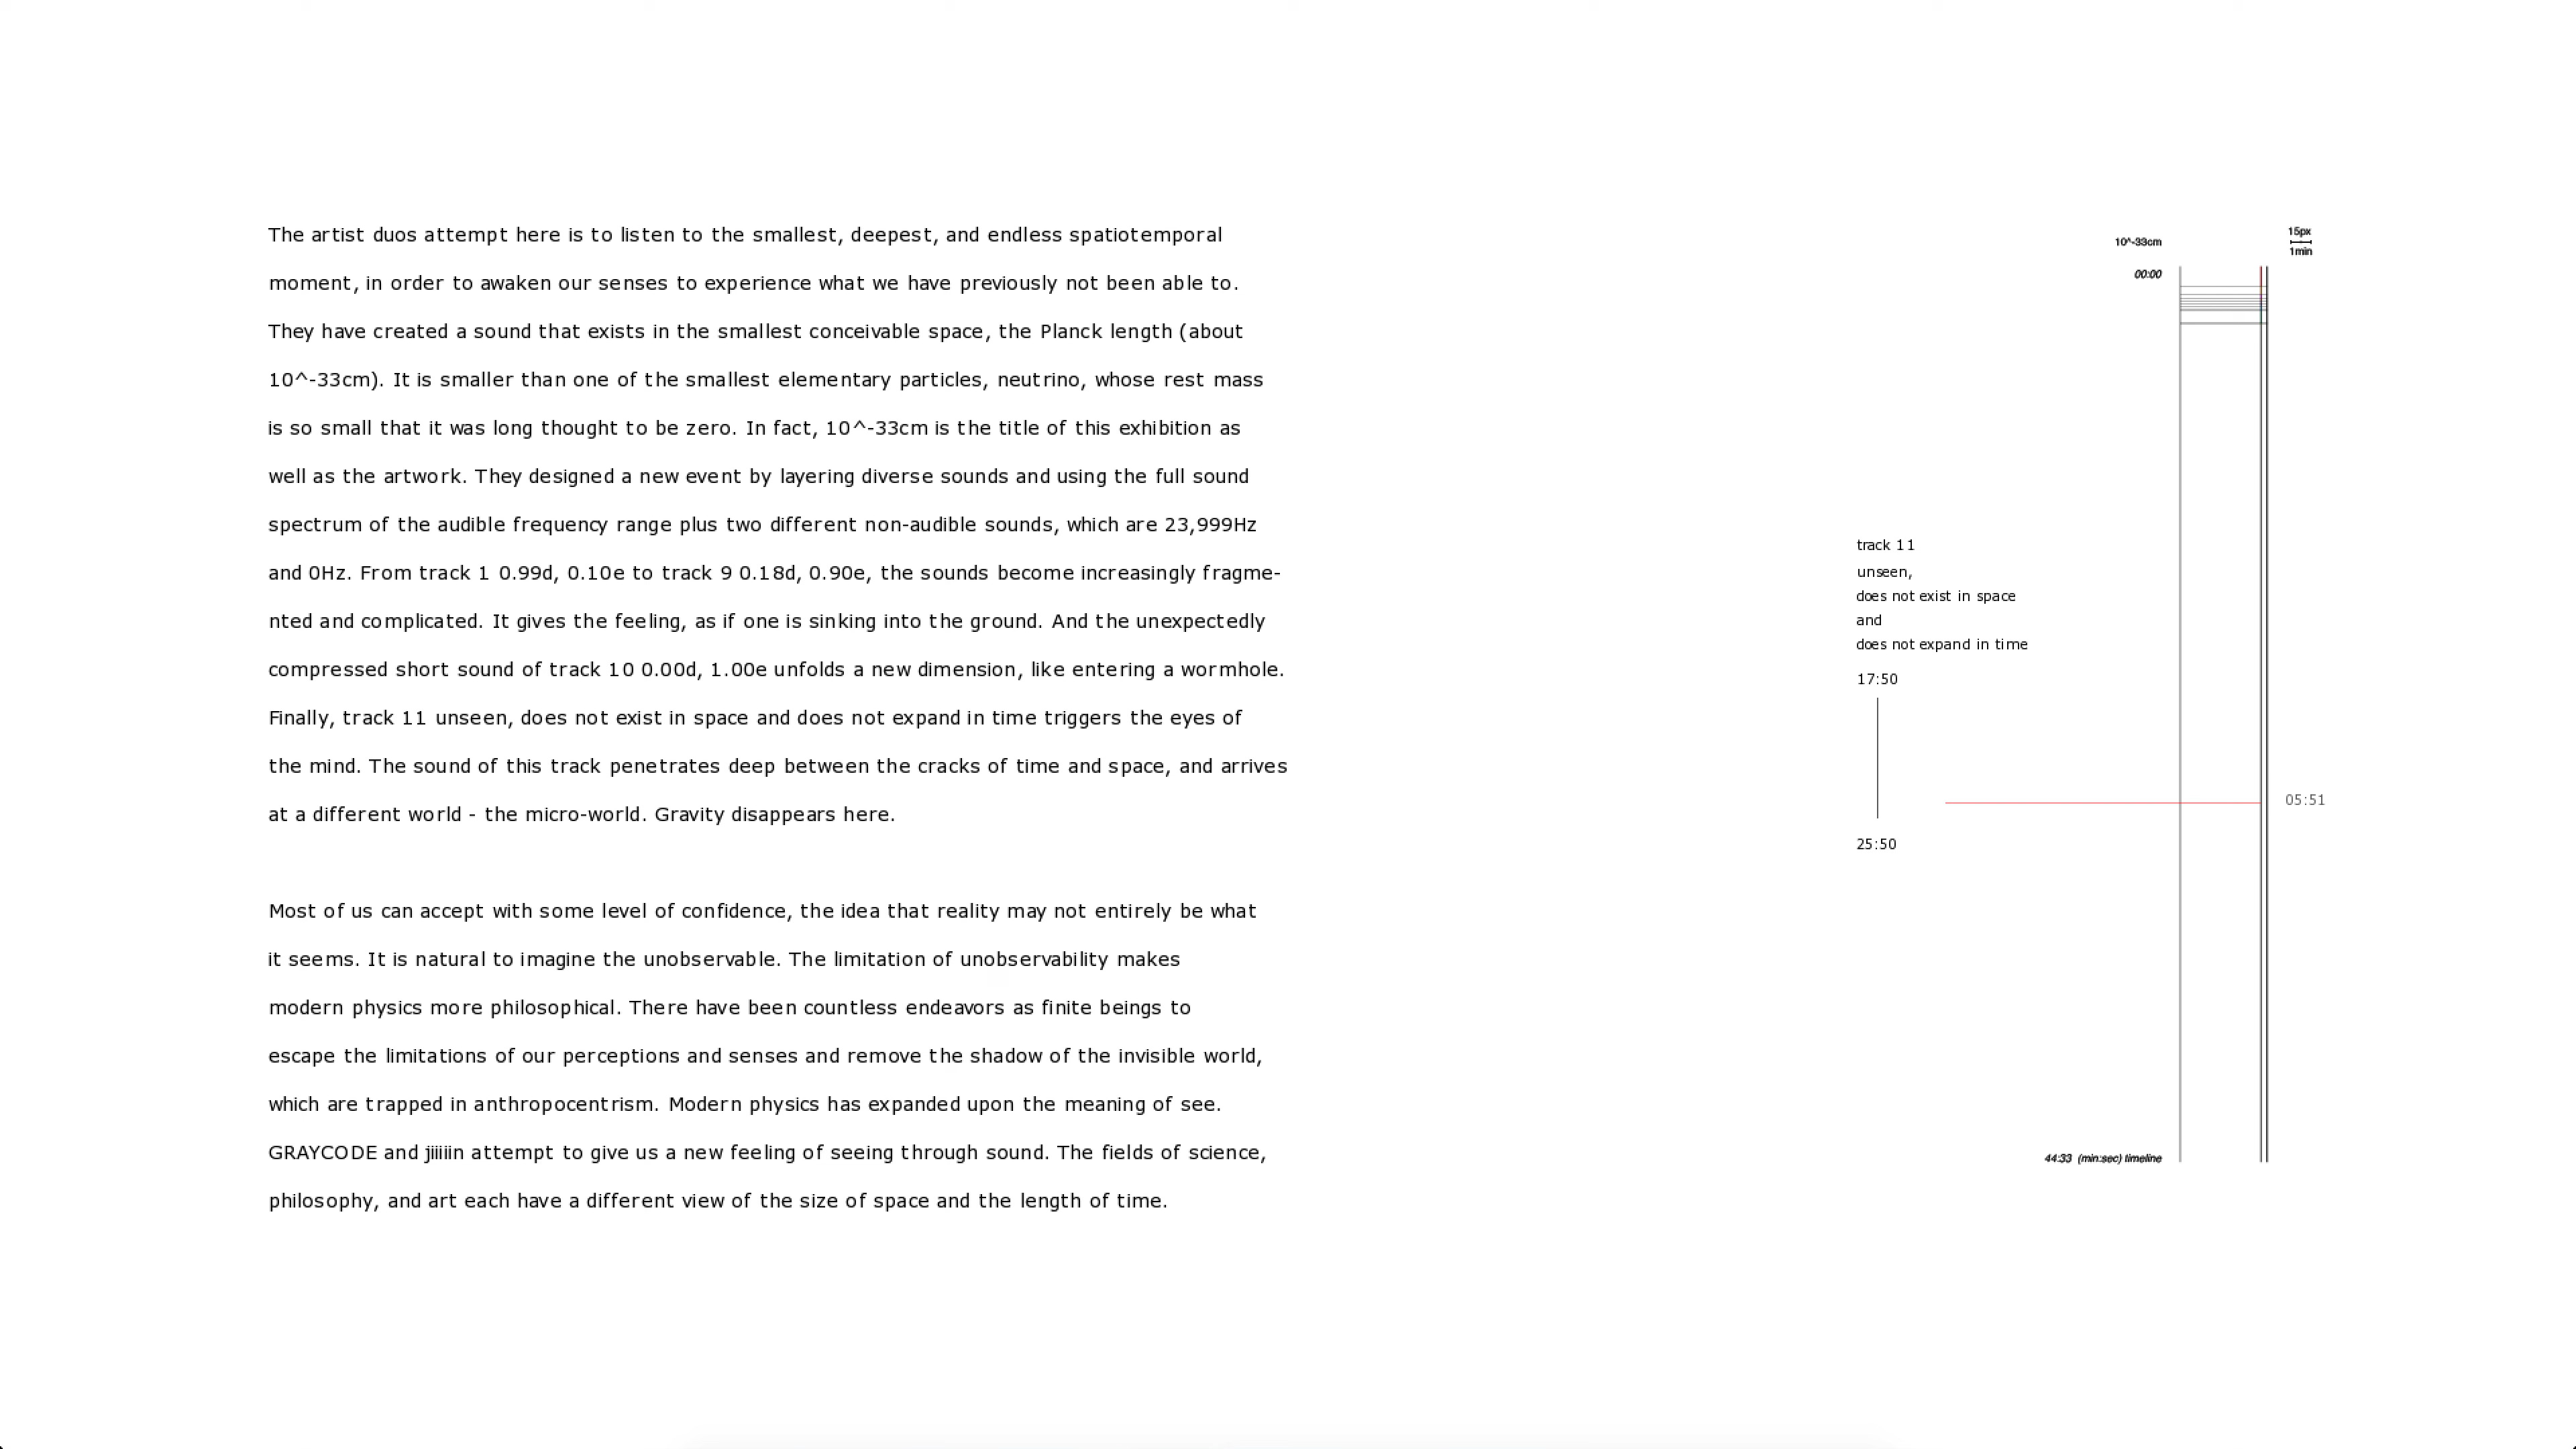 The artist duos attempt here is to listen to the smallest, deepest, and endless spatiotemporal
moment, in order to awaken our senses to experience what we have previously not been able to.
They have created a sound that exists in the smallest conceivable space, the Planck length (about
10^-33cm). It is smaller than one of the smallest elementary particles, neutrino, whose rest mass
is so small that it was long thought to be zero. In fact, 10^-33cm is the title of this exhibition as
well as the artwork. They designed a new event by layering diverse sounds and using the full sound
spectrum of the audible frequency range plus two different non-audible sounds, which are 23,999Hz
and 0Hz. From track 1 0.99d, 0.10e to track 9 0.18d, 0.90e, the sounds become increasingly fragme-
nted and complicated. It gives the feeling, as if one is sinking into the ground. And the unexpectedly
compressed short sound of track 10 0.00d, 1.00e unfolds a new dimension, like entering a wormhole.
Finally, track 11 unseen, does not exist in space and does not expand in time triggers the eyes of
the mind. The sound of this track penetrates deep between the cracks of time and space, and arrives
at a different world - the micro-world. Gravity disappears here.
Most of us can accept with some level of confidence, the idea that reality may not entirely be what
it seems. It is natural to imagine the unobservable. The limitation of unobservability makes
modern physics more philosophical. There have been countless endeavors as finite beings to
escape the limitations of our perceptions and senses and remove the shadow of the invisible world,
which are trapped in anthropocentrism. Modern physics has expanded upon the meaning of see.
GRAYCODE and jiiiiin attempt to give us a new feeling of seeing through sound. The fields of science,
philosophy, and art each have a different view of the size of space and the length of time.
track 11
unseen,
does not exist in space
and
does not expand in time
17:50
25:50
10^-33cm
00:00
15px
1min
05:51
44:33 (min:sec) timeline